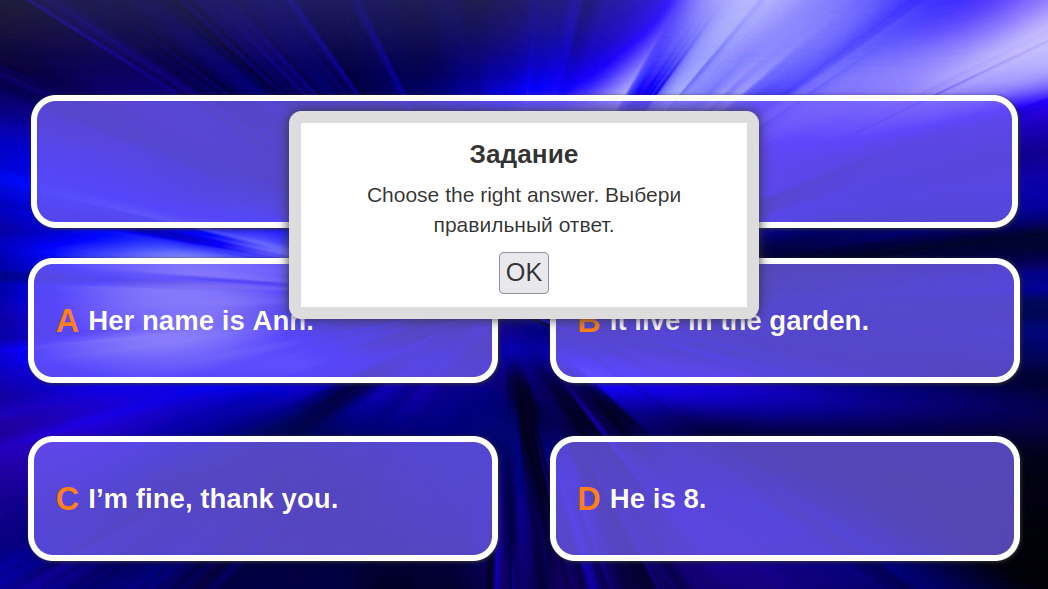 Задание
Choose the right answer. Выбери
правильный ответ.
OK
A Her name is Ann.
B It live in the garden.
C I’m fine, thank you.
D He is 8.